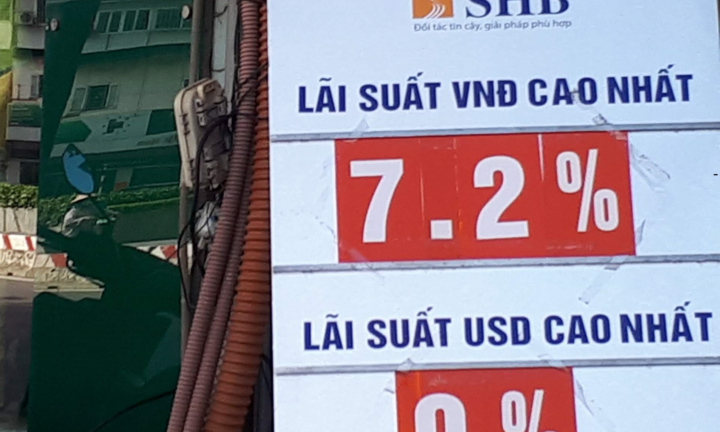 SHB
Đối tác tin cậy, giải pháp phù hợp
LÃI SUẤT VNĐ CAO NHẤT
7.2%
LÃI SUẤT USD CAO NHẤT
%